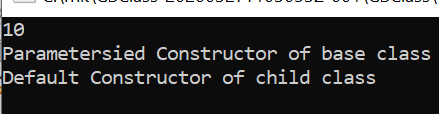 10
Parametersied Constructor of base class
Default Constructor of child class